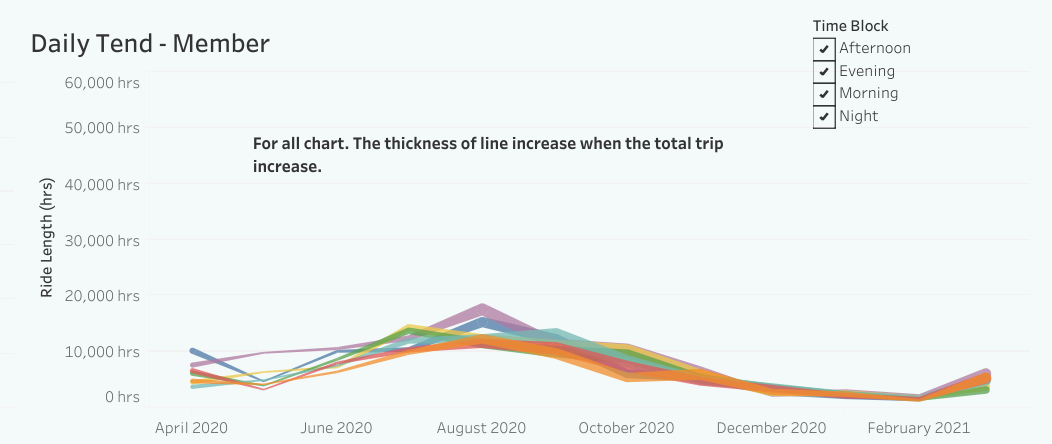 Daily Tend - Member
Time Block
Afternoon
Evening
Morning
Night
For all chart. The thickness of line increase when the total trip
increase.
Ride Length (hrs)
60,000 hrs
50,000 hrs
40,000 hrs
30,000 hrs
20,000 hrs
10,000 hrs
0 hrs
April 2020 June 2020 August 2020 October 2020 December 2020 February 2021